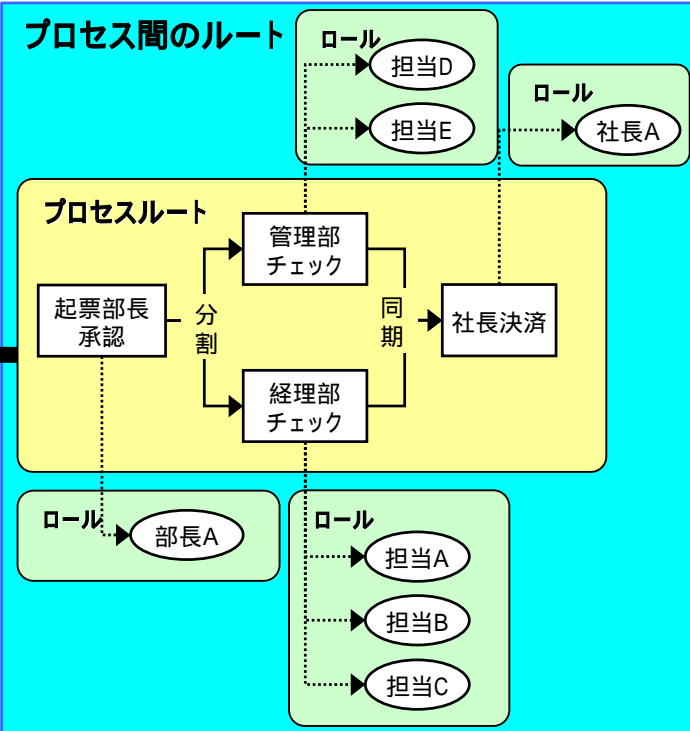 プロセス間のルート
ロール
担当D
担当E
ロール
社長A
プロセスルート
起票部長
承認
分
割
管理部
チェック
経理部
チェック
同
期
社長決済
ロール
部長A
ロール
担当A
担当B
担当C